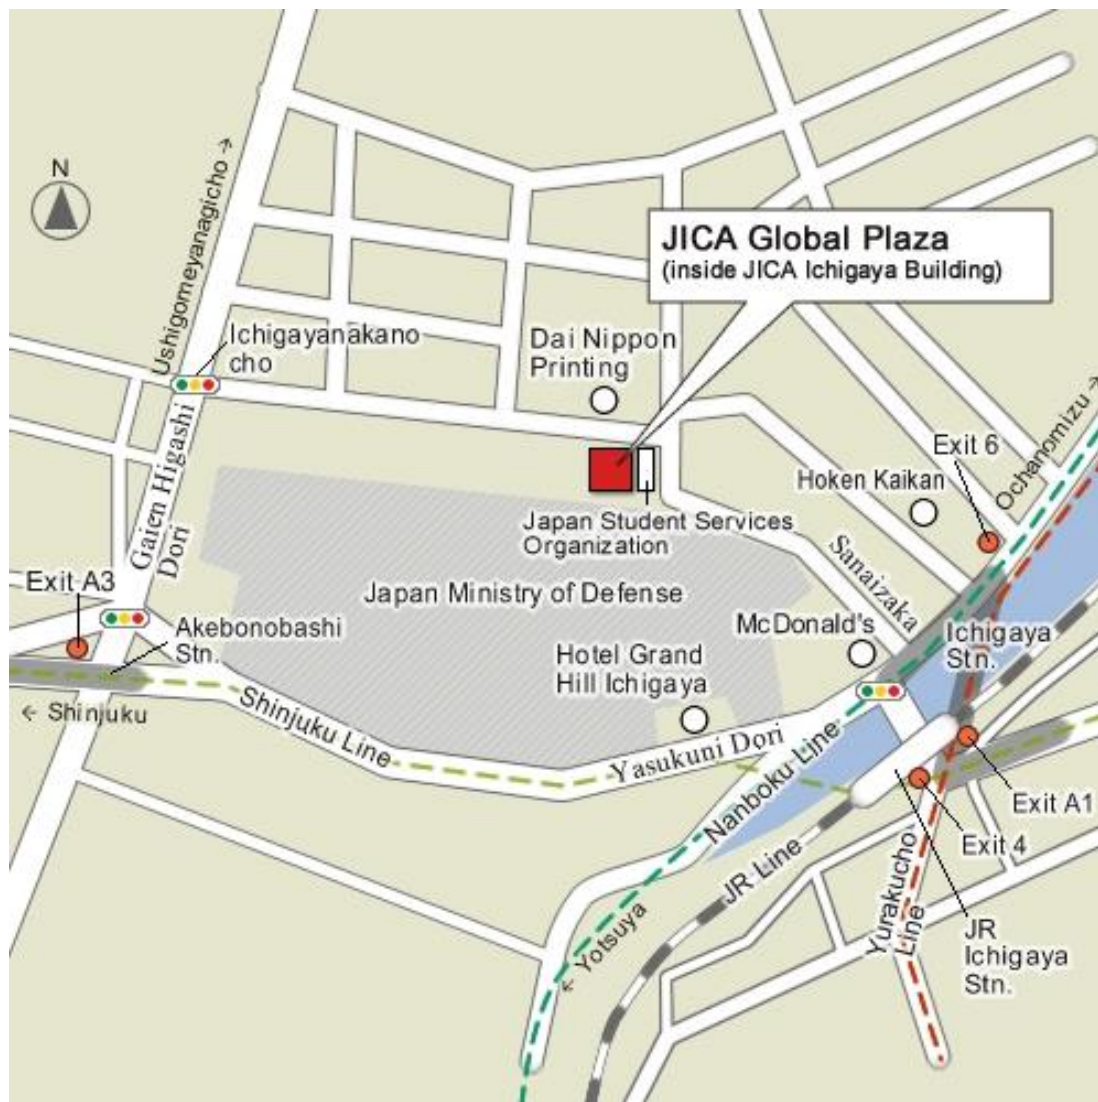 N
Ushigomeyanagicho →
JICA Global Plaza
(inside JICA Ichigaya Building)
Ichigayanakano
cho
Dai Nippon
Printing
Gaien Higashi
Dori
Ochanomizu →
Exit 6
Hoken Kaikan
Japan Student Services
Organization
Sanaizaka
Exit A3
Japan Ministry of Defense
Akebonobashi
Stn.
McDonald's
Ichigaya
Stn.
Hotel Grand
Hill Ichigaya
← Shinjuku
Shinjuku Line
Yasukuni Dori
Nanboku Line
Exit A1
Exit 4
JR Line
Yurakucho
Line
JR
Ichigaya
Stn.
← Yotsuya